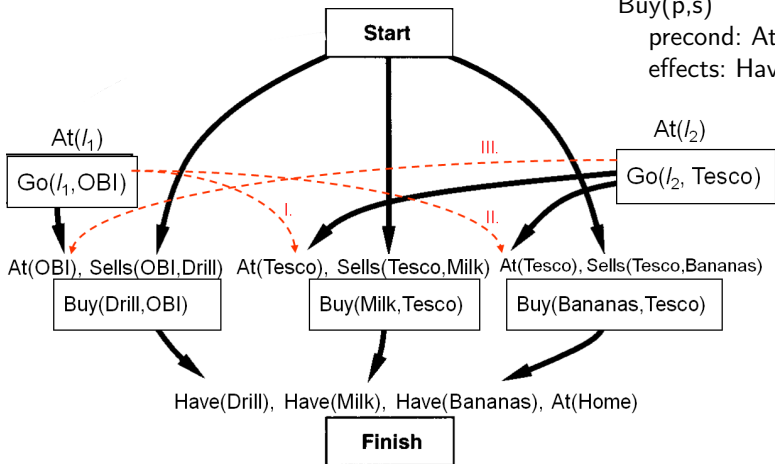 Buy(p,s)
precond: At
effects: Have
Start
At(l₁)
At(l₂)
III.
Go(l₁,OBI)
Go(l₂, Tesco)
I.
II.
At(OBI), Sells(OBI,Drill)
At(Tesco), Sells(Tesco,Milk)
At(Tesco), Sells(Tesco,Bananas)
Buy(Drill,OBI)
Buy(Milk,Tesco)
Buy(Bananas,Tesco)
Have(Drill), Have(Milk), Have(Bananas), At(Home)
Finish